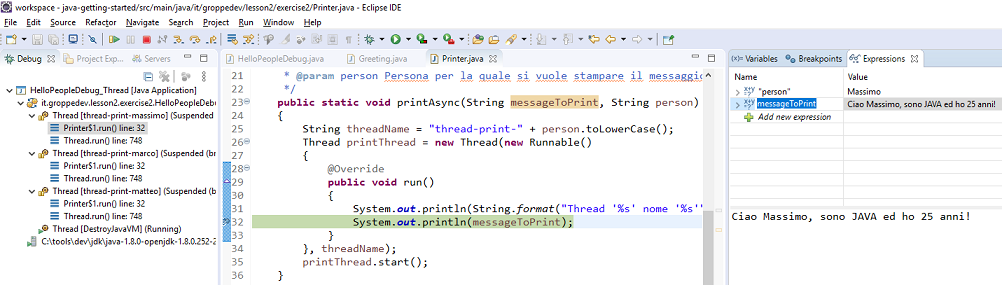 workspace - java-getting-started/src/main/java/it/groppedev/lesson2/exercise2/Printer.java - Eclipse IDE
File Edit Source Refactor Navigate Search Project Run Window Help
Debug Project Exp... Servers
HelloPeopleDebug_Thread [Java Application]
it.groppedev.lesson2.exercise2.HelloPeopleDeb
Thread [thread-print-massimo] (Suspended
Printer$1.run() line: 32
Thread.run() line: 748
Thread [thread-print-marco] (Suspended (br
Printer$1.run() line: 32
Thread.run() line: 748
Thread [thread-print-matteo] (Suspended (b
Printer$1.run() line: 32
Thread.run() line: 748
Thread [DestroyJavaVM] (Running)
C:\tools\dev\jdk\java-1.8.0-openjdk-1.8.0.252-2
HelloPeopleDebug.java Greeting.java Printer.java
21 * @param person Persona per la quale si vuole stampare il messaggio
22 */
23 public static void printAsync(String messageToPrint, String person)
24 {
25 String threadName = "thread-print-" + person.toLowerCase();
26 Thread printThread = new Thread(new Runnable()
27 {
28 @Override
29 public void run()
30 {
31 System.out.println(String.format("Thread '%s' nome '%s'"
32 System.out.println(messageToPrint);
33 }
34 }, threadName);
35 printThread.start();
36 }
Variables Breakpoints Expressions
Name Value
"person" Massimo
messageToPrint Ciao Massimo, sono JAVA ed ho 25 anni!
Add new expression
Ciao Massimo, sono JAVA ed ho 25 anni!